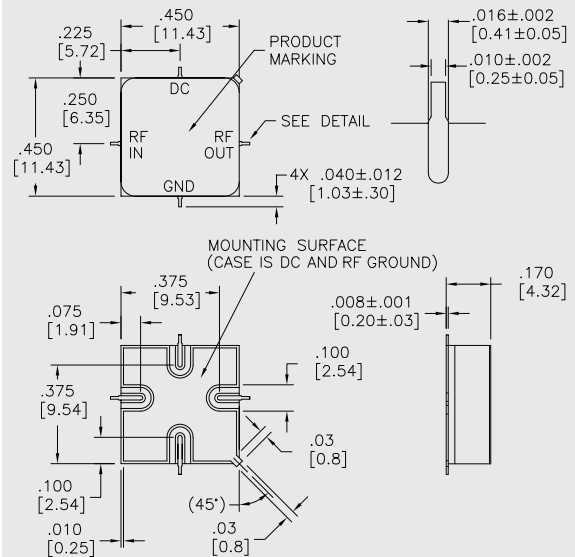 .450
[11.43]
.225
[5.72]
PRODUCT
MARKING
.016±.002
[0.41±0.05]
.010±.002
[0.25±0.05]
DC
.250
[6.35]
RF
IN
RF
OUT
SEE DETAIL
.450
[11.43]
GND
4X .040±.012
[1.03±.30]
MOUNTING SURFACE
(CASE IS DC AND RF GROUND)
.375
[9.53]
.170
[4.32]
.075
[1.91]
.008±.001
[0.20±.03]
.100
[2.54]
.375
[9.54]
.03
[0.8]
.100
[2.54]
(45°)
.010
[0.25]
.03
[0.8]